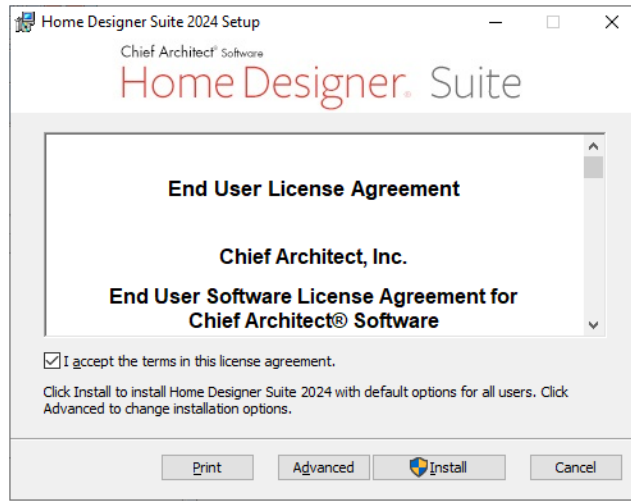 Home Designer Suite 2024 Setup
Chief Architect® Software
Home Designer® Suite
End User License Agreement
Chief Architect, Inc.
End User Software License Agreement for
Chief Architect® Software
I accept the terms in this license agreement.
Click Install to install Home Designer Suite 2024 with default options for all users. Click
Advanced to change installation options.
Print Advanced Install Cancel